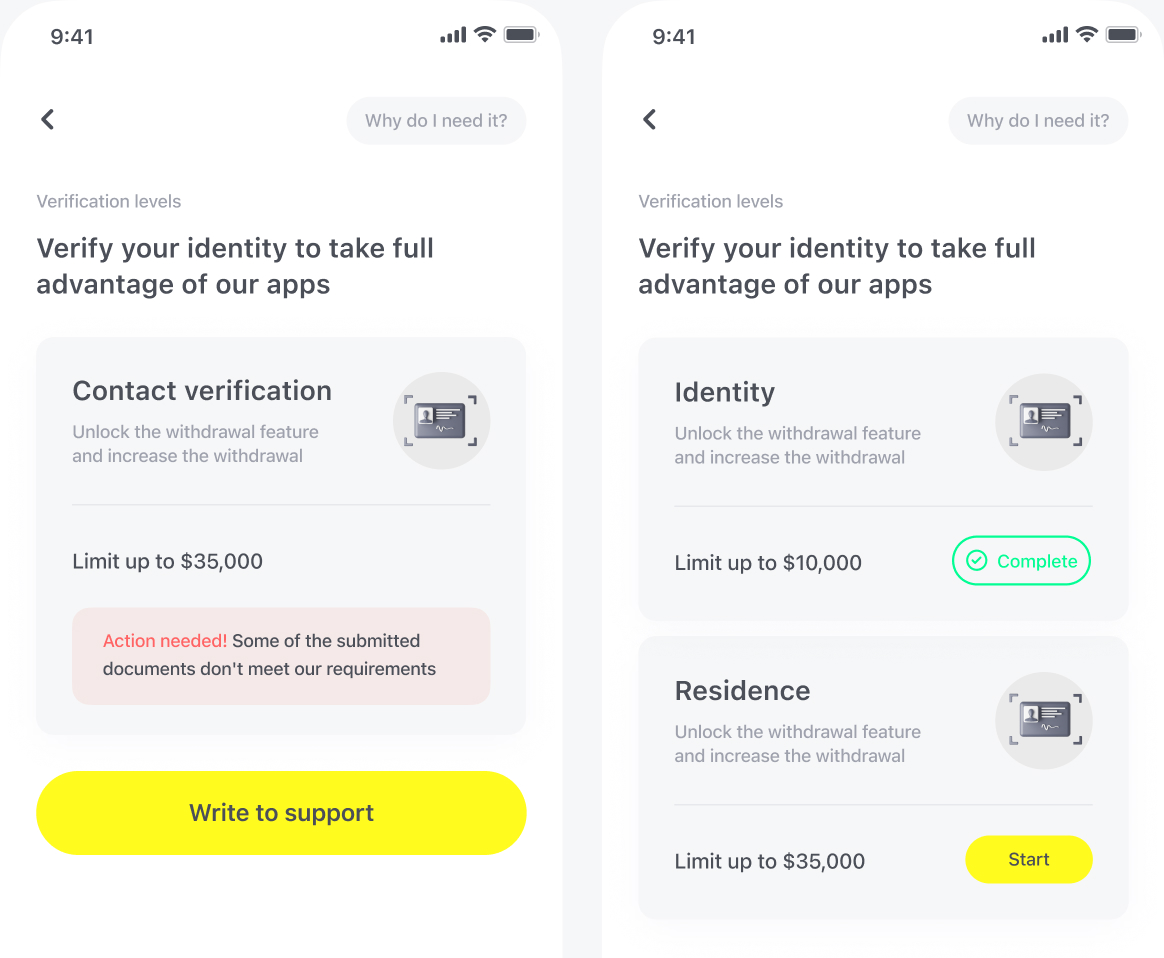 9:41
Why do I need it?
Verification levels
Verify your identity to take full
advantage of our apps
Contact verification
Unlock the withdrawal feature
and increase the withdrawal
Limit up to $35,000
Action needed! Some of the submitted
documents don't meet our requirements
Write to support
9:41
Why do I need it?
Verification levels
Verify your identity to take full
advantage of our apps
Identity
Unlock the withdrawal feature
and increase the withdrawal
Limit up to $10,000
Complete
Residence
Unlock the withdrawal feature
and increase the withdrawal
Limit up to $35,000
Start